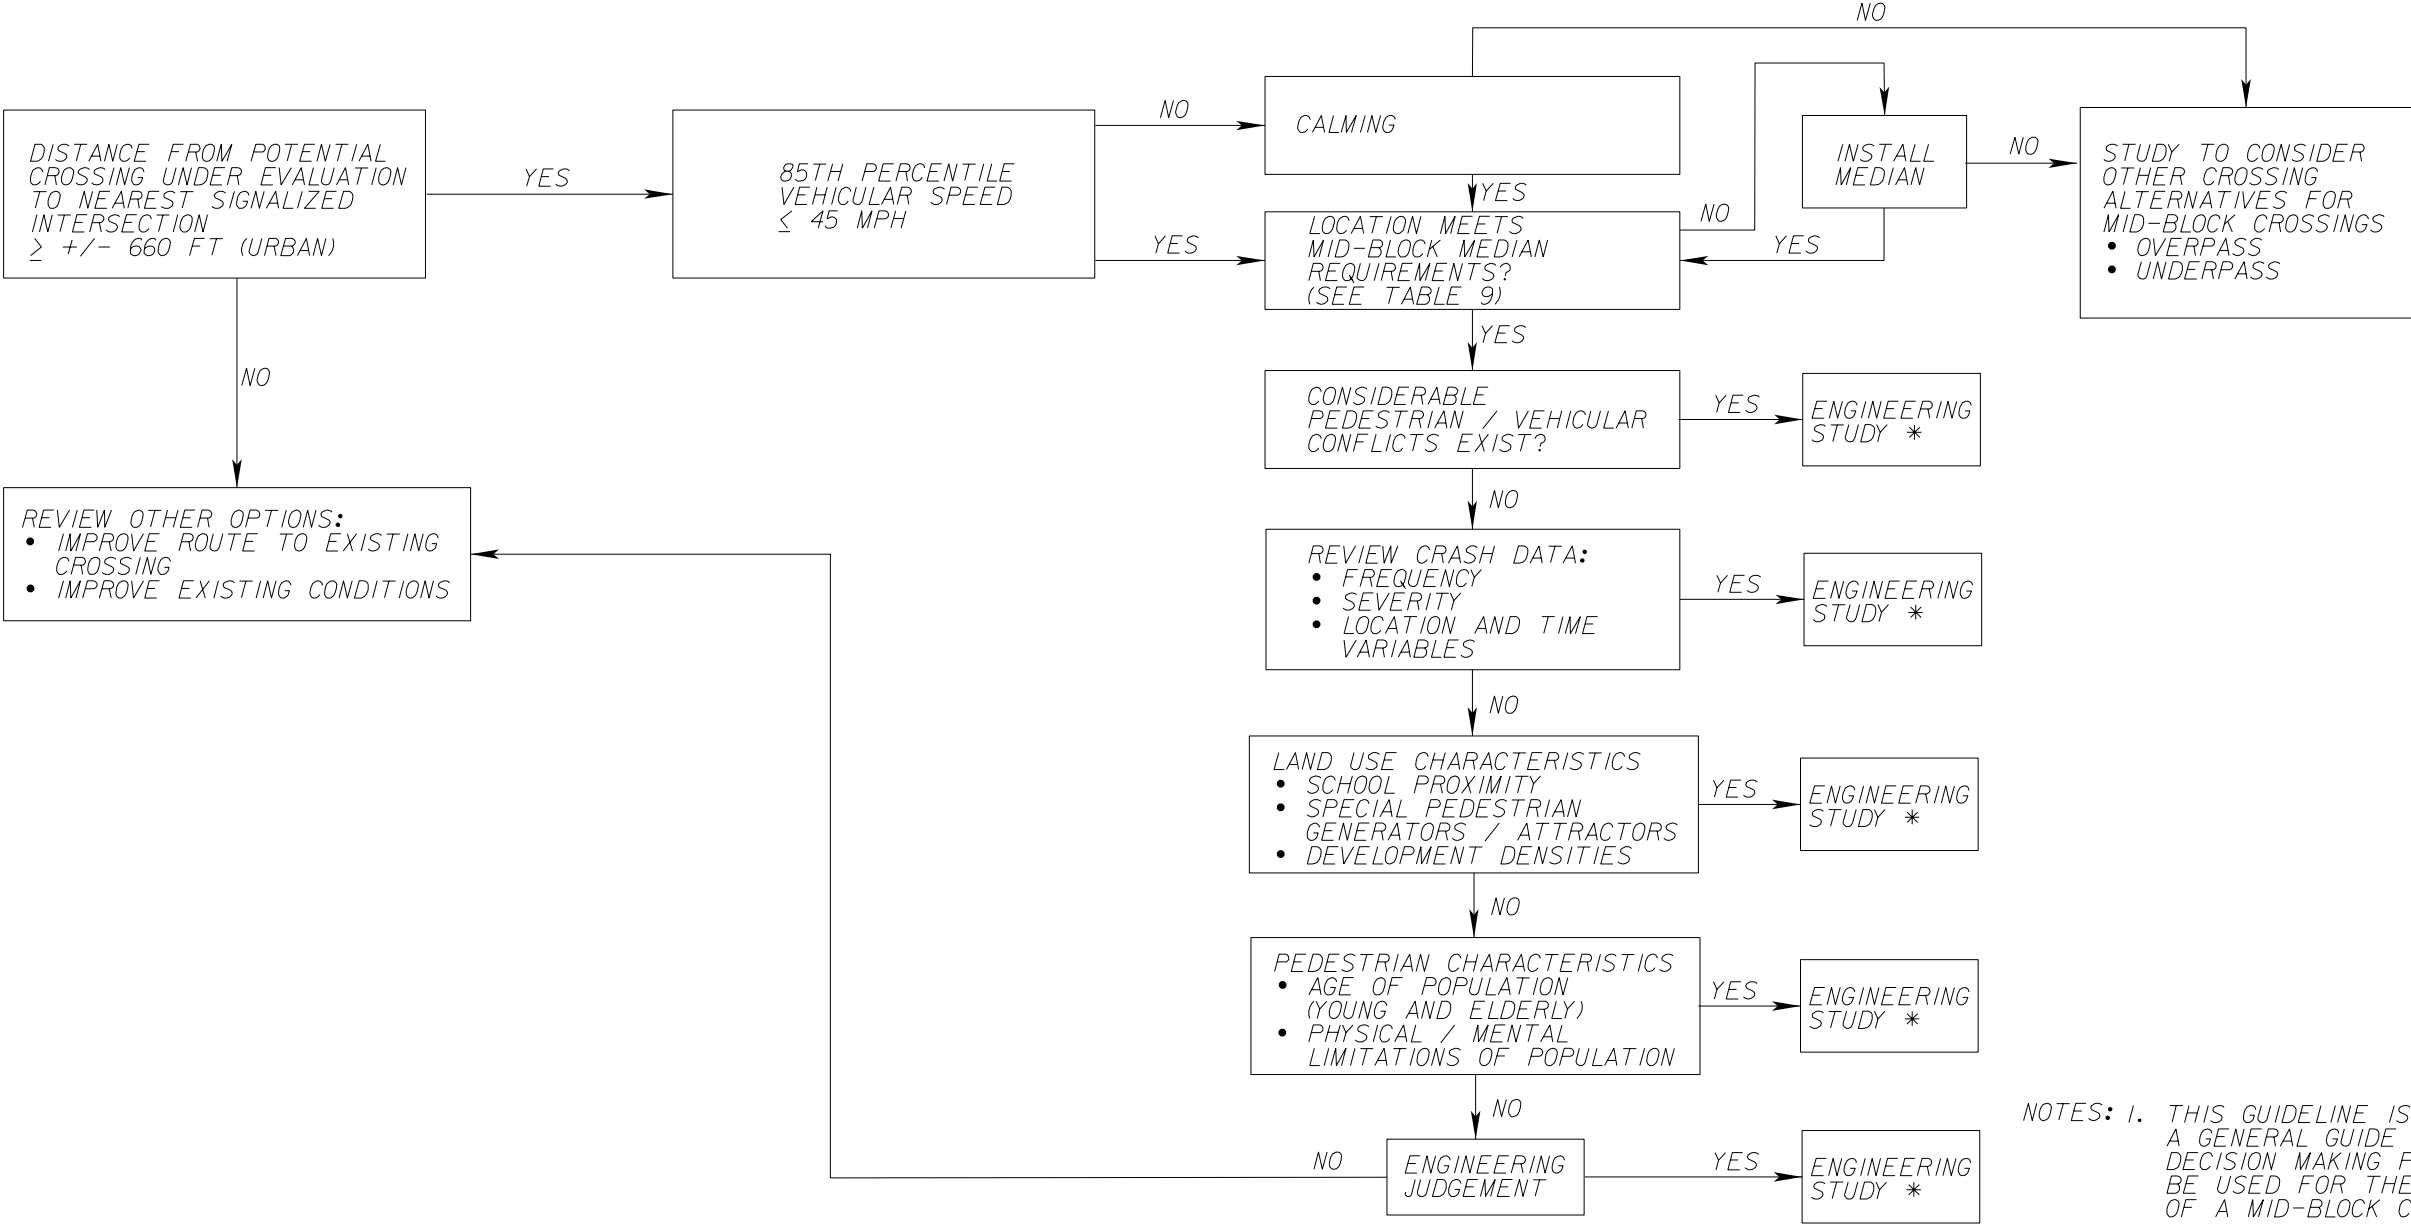 NO
DISTANCE FROM POTENTIAL
CROSSING UNDER EVALUATION
TO NEAREST SIGNALIZED
INTERSECTION
≥ +/- 660 FT (URBAN)
YES
85TH PERCENTILE
VEHICULAR SPEED
≤ 45 MPH
NO
YES
CALMING
YES
LOCATION MEETS
MID-BLOCK MEDIAN
REQUIREMENTS?
(SEE TABLE 9)
NO
YES
INSTALL
MEDIAN
NO
STUDY TO CONSIDER
OTHER CROSSING
ALTERNATIVES FOR
MID-BLOCK CROSSINGS
• OVERPASS
• UNDERPASS
YES
NO
CONSIDERABLE
PEDESTRIAN / VEHICULAR
CONFLICTS EXIST?
YES
ENGINEERING
STUDY *
NO
REVIEW OTHER OPTIONS:
• IMPROVE ROUTE TO EXISTING
CROSSING
• IMPROVE EXISTING CONDITIONS
REVIEW CRASH DATA:
• FREQUENCY
• SEVERITY
• LOCATION AND TIME
VARIABLES
YES
ENGINEERING
STUDY *
NO
LAND USE CHARACTERISTICS
• SCHOOL PROXIMITY
• SPECIAL PEDESTRIAN
GENERATORS / ATTRACTORS
• DEVELOPMENT DENSITIES
YES
ENGINEERING
STUDY *
NO
PEDESTRIAN CHARACTERISTICS
• AGE OF POPULATION
(YOUNG AND ELDERLY)
• PHYSICAL / MENTAL
LIMITATIONS OF POPULATION
YES
ENGINEERING
STUDY *
NO
NO
ENGINEERING
JUDGEMENT
YES
ENGINEERING
STUDY *
NOTES: 1. THIS GUIDELINE IS
A GENERAL GUIDE
DECISION MAKING
BE USED FOR THE
OF A MID-BLOCK